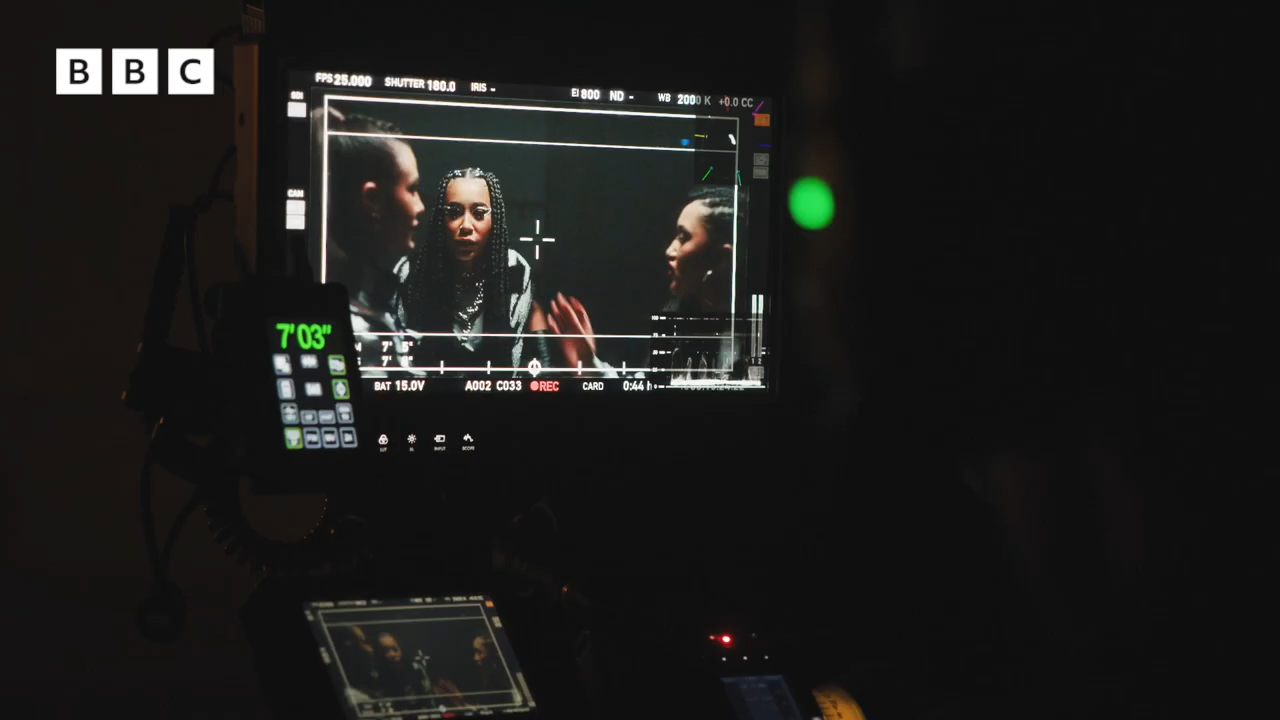 BBC
FPS 25.000 SHUTTER 180.0 IRIS - EI 800 ND - WB 2000 K +0.0 CC
CAM
7'03"
BAT 15.0V A002 C033 REC CARD 0:44 h